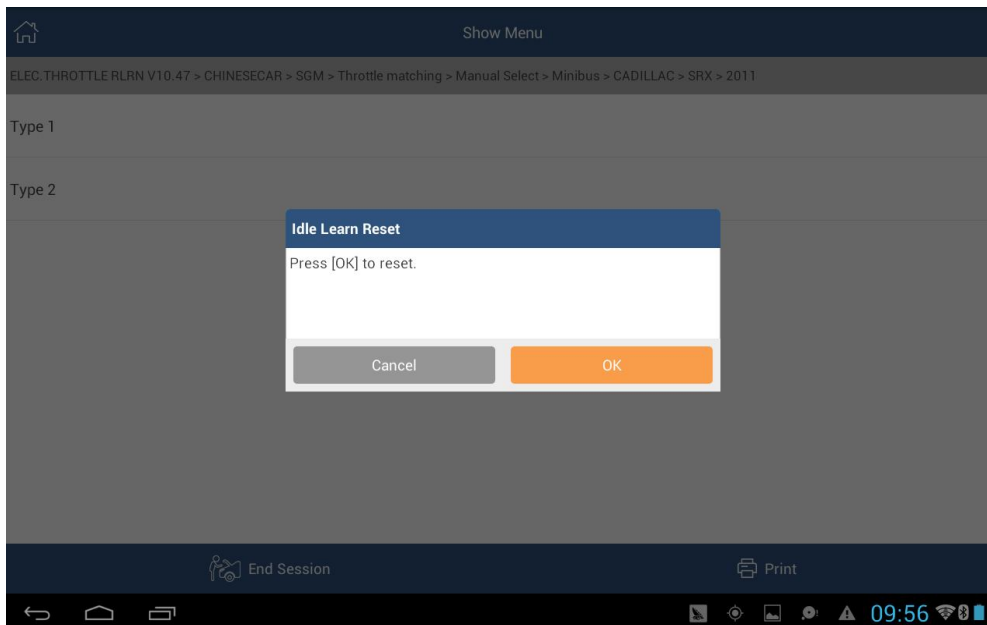 Show Menu
ELEC.THROTTLE RLRN V10.47 > CHINESECAR > SGM > Throttle matching > Manual Select > Minibus > CADILLAC > SRX > 2011
Type 1
Type 2
Idle Learn Reset
Press [OK] to reset.
Cancel OK
End Session Print
09:56